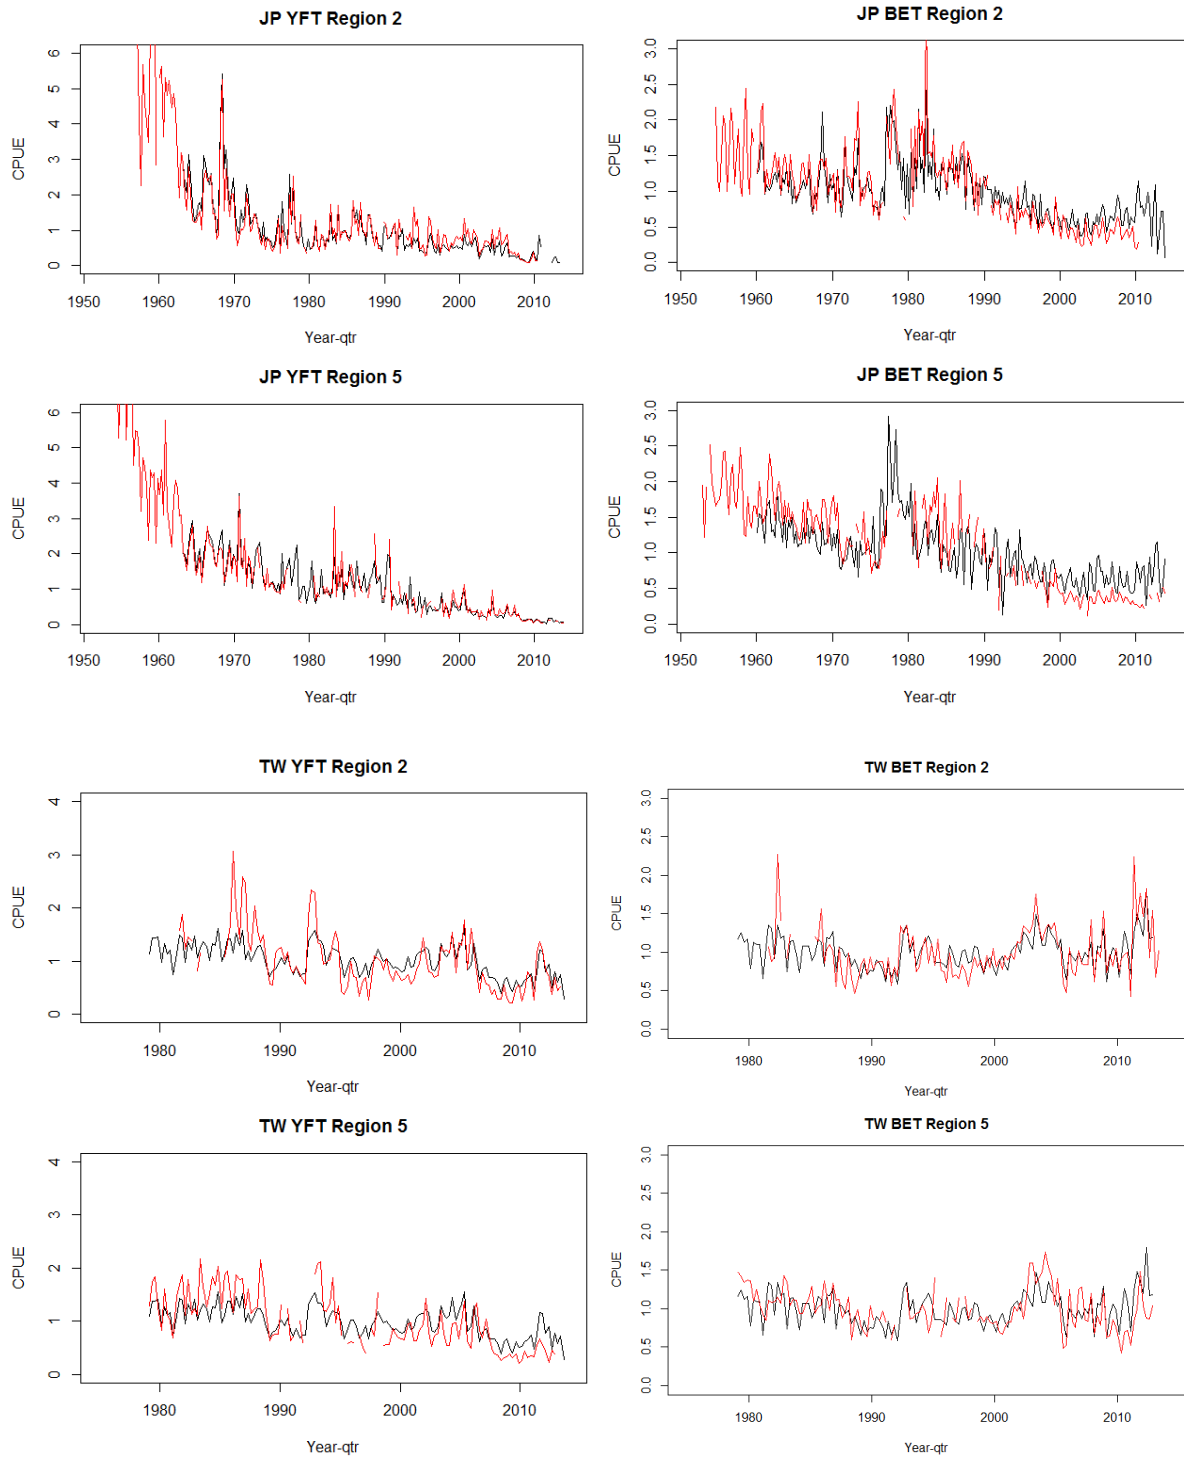 JP YFT Region 2
CPUE
6
5
4
3
2
1
0
1950 1960 1970 1980 1990 2000 2010
Year-qtr
JP BET Region 2
CPUE
3.0
2.5
2.0
1.5
1.0
0.5
0.0
1950 1960 1970 1980 1990 2000 2010
Year-qtr
JP YFT Region 5
CPUE
6
5
4
3
2
1
0
1950 1960 1970 1980 1990 2000 2010
Year-qtr
JP BET Region 5
CPUE
3.0
2.5
2.0
1.5
1.0
0.5
0.0
1950 1960 1970 1980 1990 2000 2010
Year-qtr
TW YFT Region 2
CPUE
4
3
2
1
0
1980 1990 2000 2010
Year-qtr
TW BET Region 2
CPUE
3.0
2.5
2.0
1.5
1.0
0.5
0.0
1980 1990 2000 2010
Year-qtr
TW YFT Region 5
CPUE
4
3
2
1
0
1980 1990 2000 2010
Year-qtr
TW BET Region 5
CPUE
3.0
2.5
2.0
1.5
1.0
0.5
0.0
1980 1990 2000 2010
Year-qtr